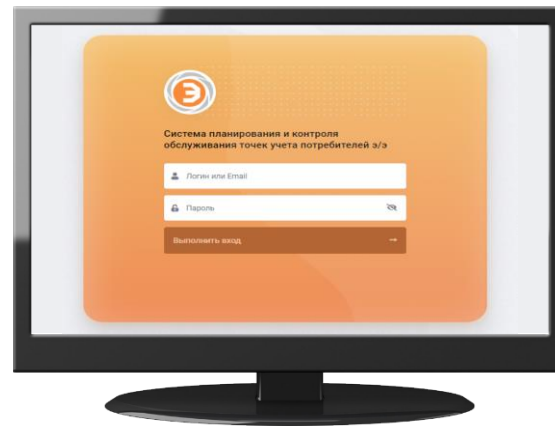 Э
Система планирования и контроля
обслуживания точек учета потребителей э/э
Логин или Email
Пароль
Выполнить вход